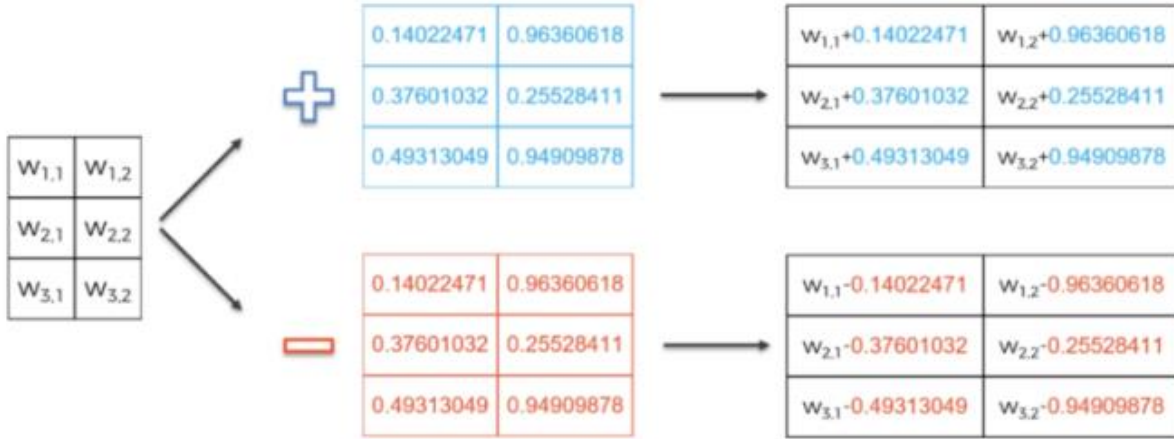 0.14022471 0.96360618
0.37601032 0.25528411
0.49313049 0.94909878
w1,1+0.14022471 w1,2+0.96360618
w2,1+0.37601032 w2,2+0.25528411
w3,1+0.49313049 w3,2+0.94909878
w1,1 w1,2
w2,1 w2,2
w3,1 w3,2
0.14022471 0.96360618
0.37601032 0.25528411
0.49313049 0.94909878
w1,1-0.14022471 w1,2-0.96360618
w2,1-0.37601032 w2,2-0.25528411
w3,1-0.49313049 w3,2-0.94909878